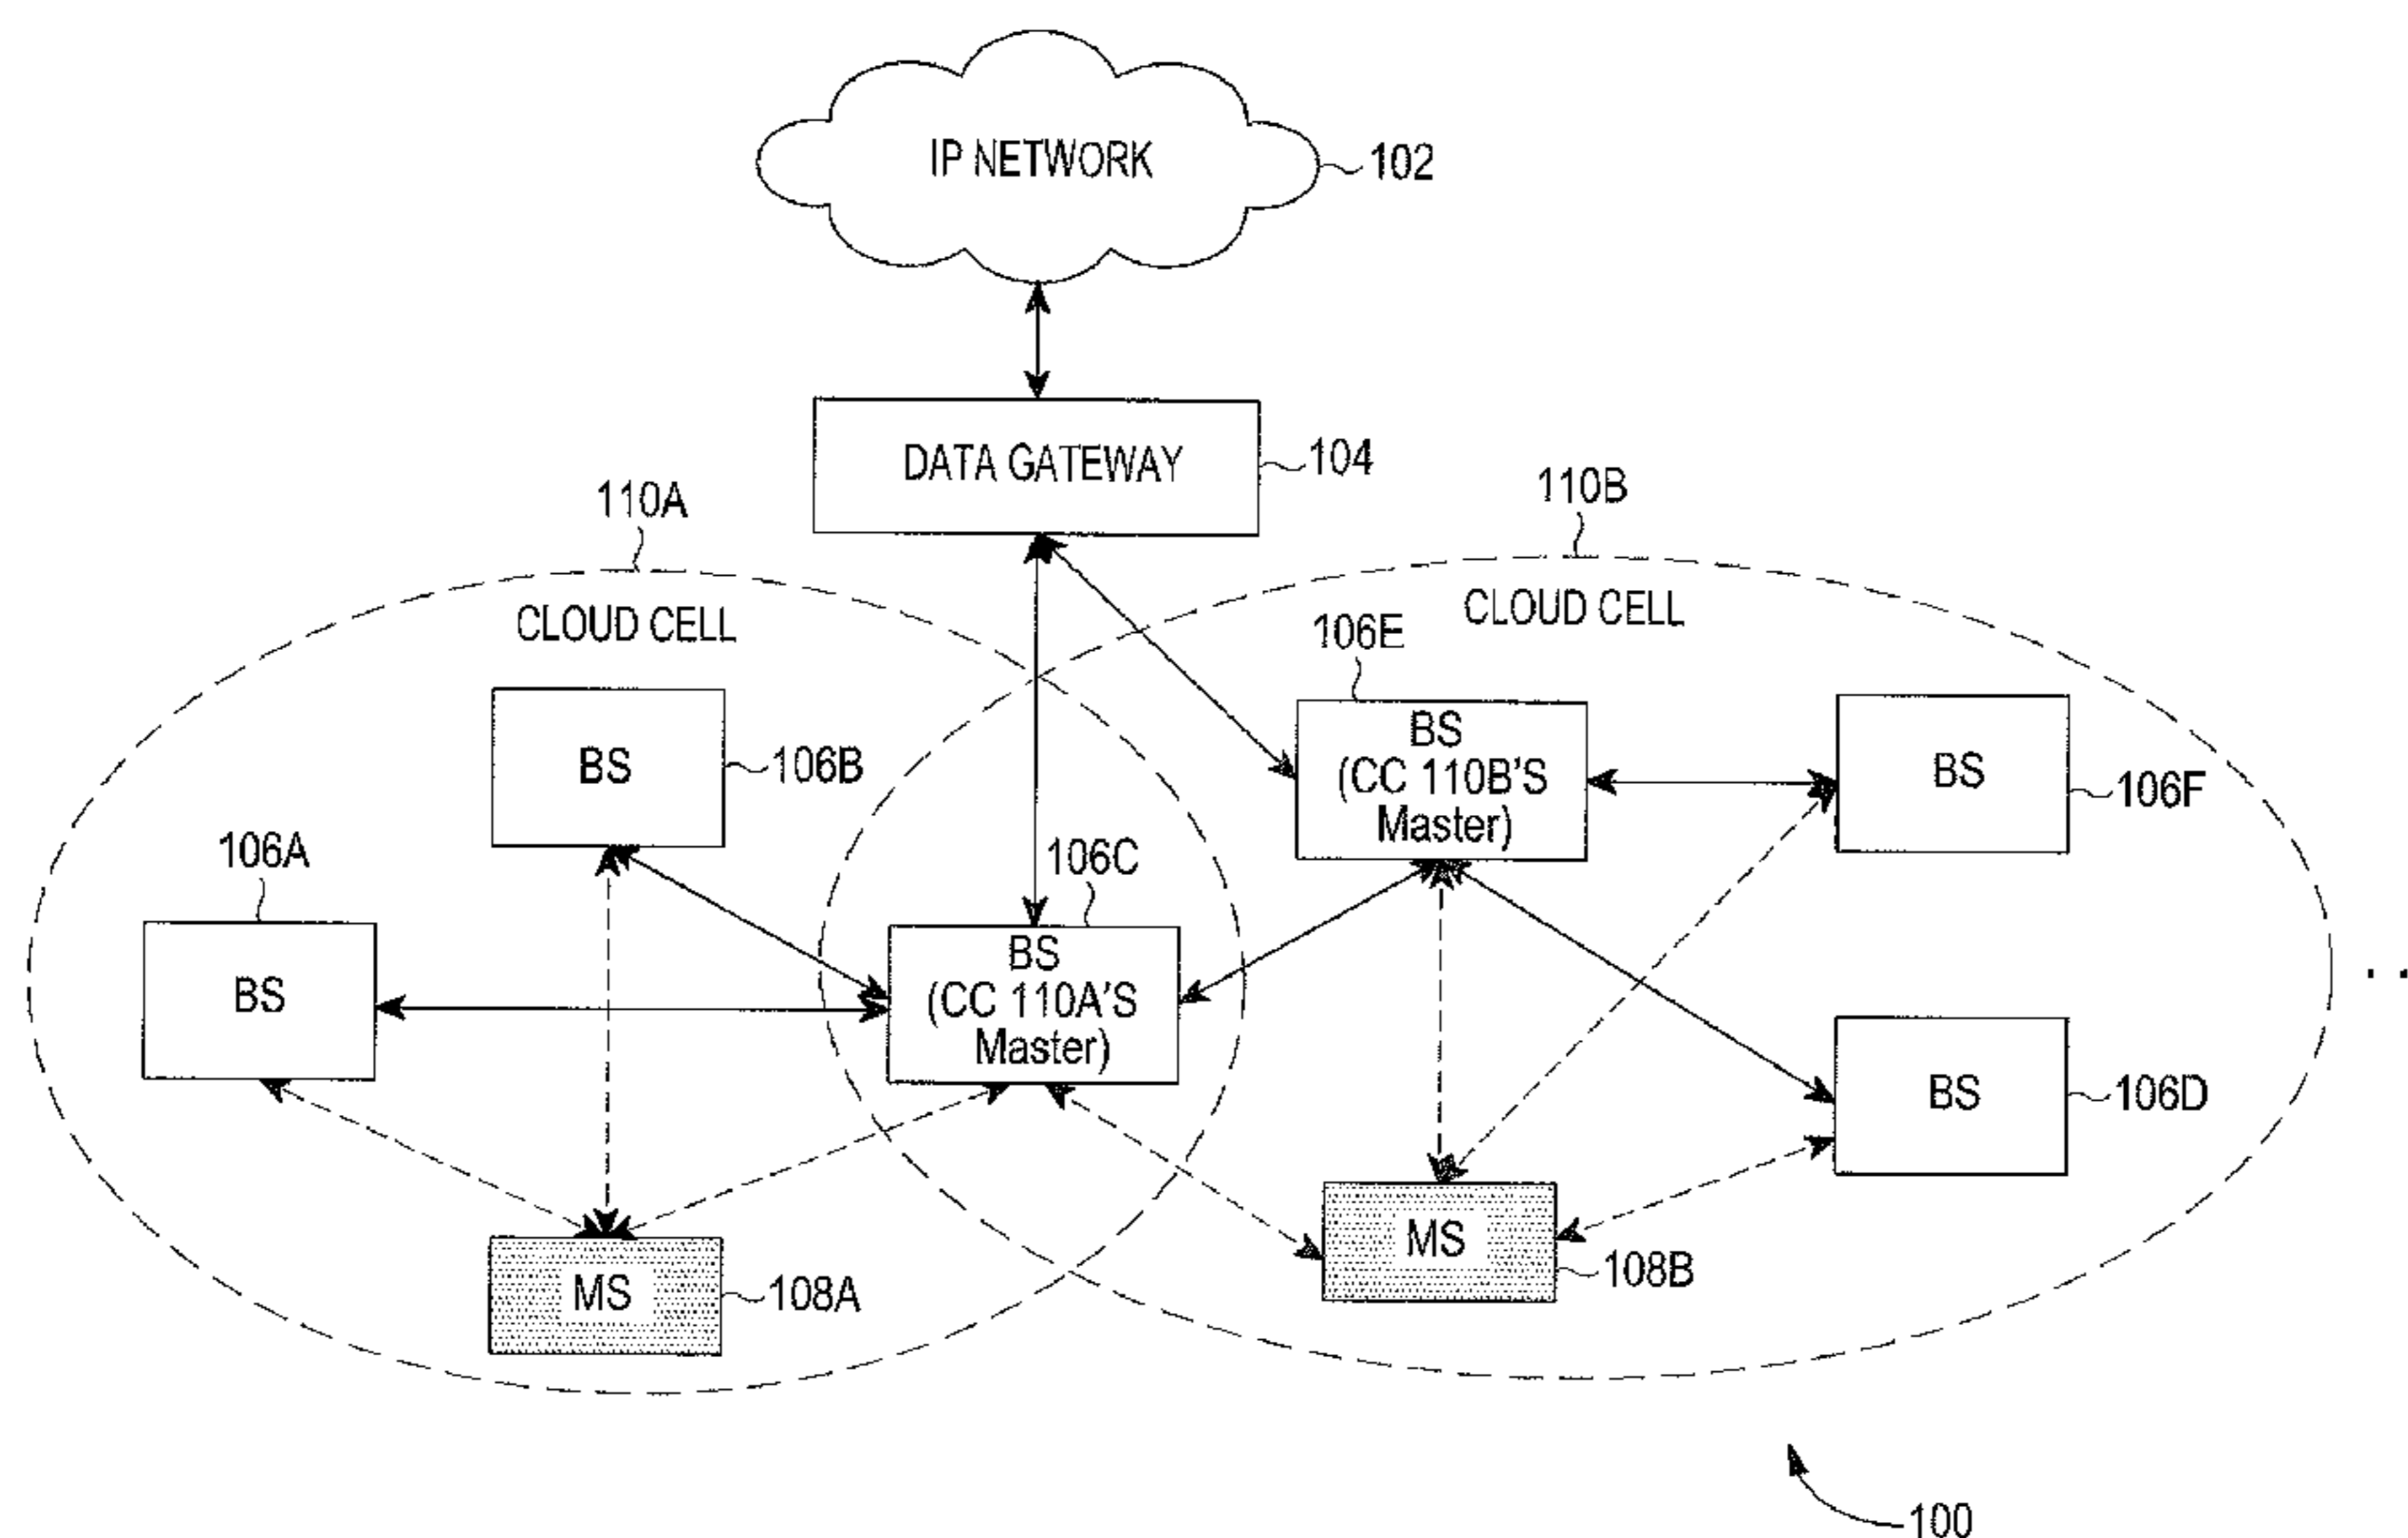 IP NETWORK
102
DATA GATEWAY
104
110A
110B
CLOUD CELL
CLOUD CELL
106E
BS
106B
BS
(CC 110B'S
Master)
BS
106F
106A
106C
BS
BS
(CC 110A'S
Master)
BS
106D
MS
108A
MS
108B
. .
100